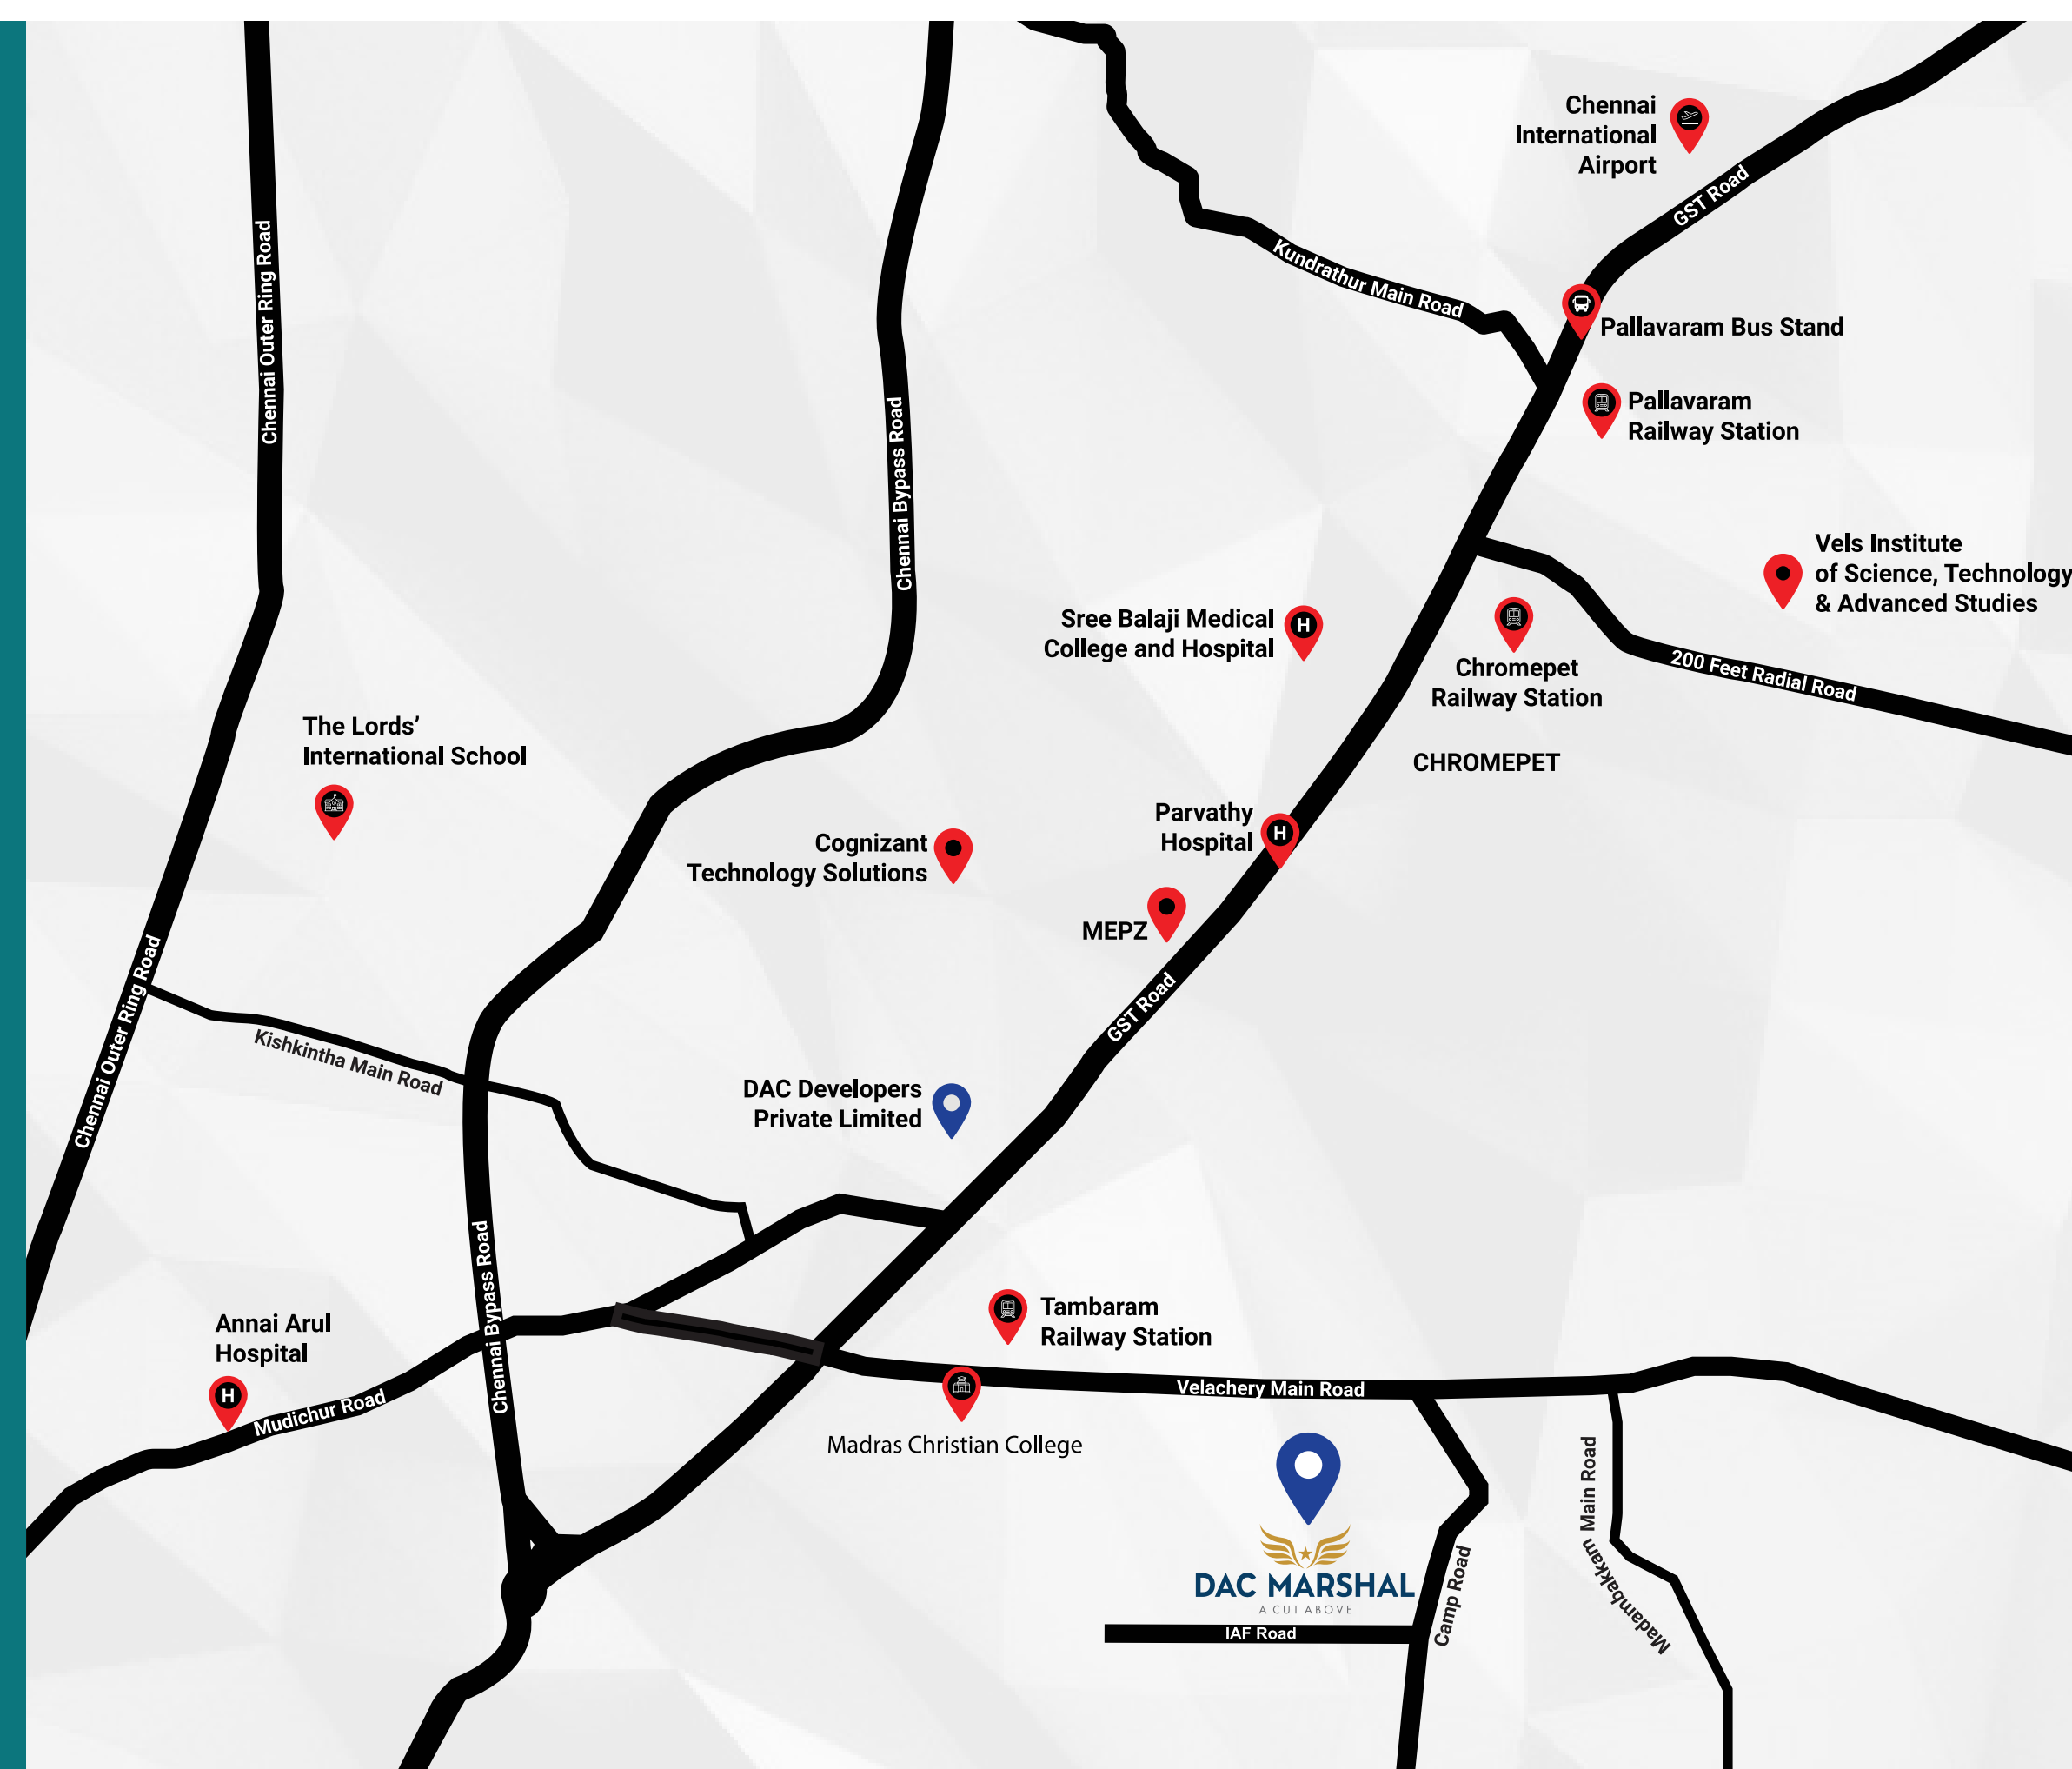 Chennai
International
Airport
GST Road
Chennai Outer Ring Road
Kundrathur Main Road
Pallavaram Bus Stand
Chennai Bypass Road
Pallavaram
Railway Station
Vels Institute
of Science, Technology
& Advanced Studies
Sree Balaji Medical
College and Hospital
H
Chromepet
Railway Station
200 Feet Radial Road
The Lords’
International School
CHROMEPET
Parvathy
Hospital
H
Cognizant
Technology Solutions
MEPZ
Chennai Outer Ring Road
GST Road
Kishkintha Main Road
DAC Developers
Private Limited
Chennai Bypass Road
Tambaram
Railway Station
Annai Arul
Hospital
H
Mudichur Road
Velachery Main Road
Madras Christian College
Madambakkam Main Road
DAC MARSHAL
A CUT ABOVE
Camp Road
IAF Road